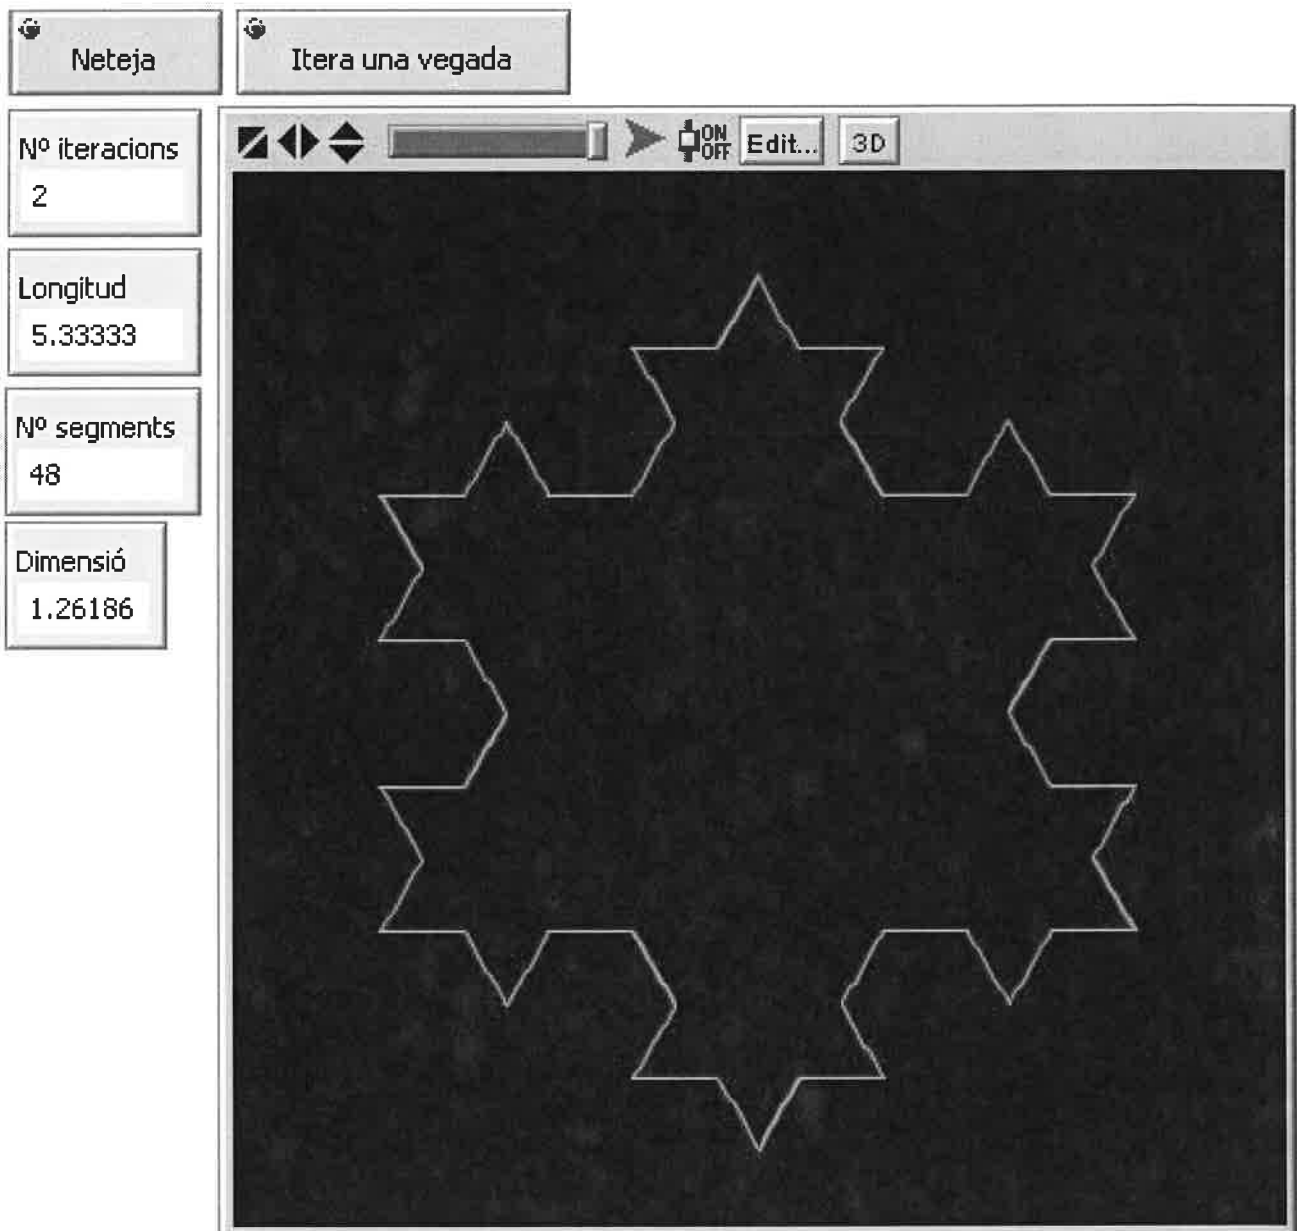 Neteja
Itera una vegada
Nº iteracions
2
ON
OFF
Edit...
3D
Longitud
5.33333
Nº segments
48
Dimensió
1.26186